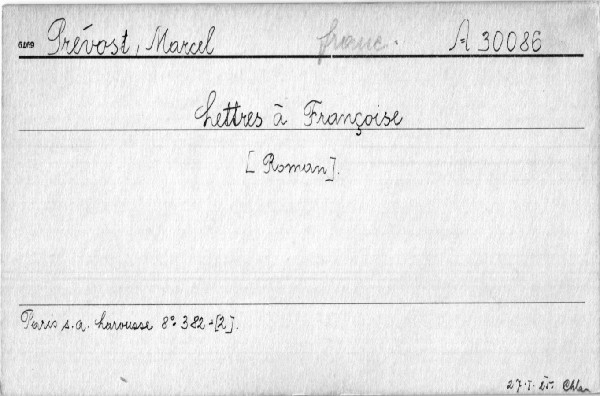 Prévost, Marcel franc. A 30086
Lettres à Françoise
[Roman].
Paris s.a. Larousse 8° 382+[2].
27.I.25.